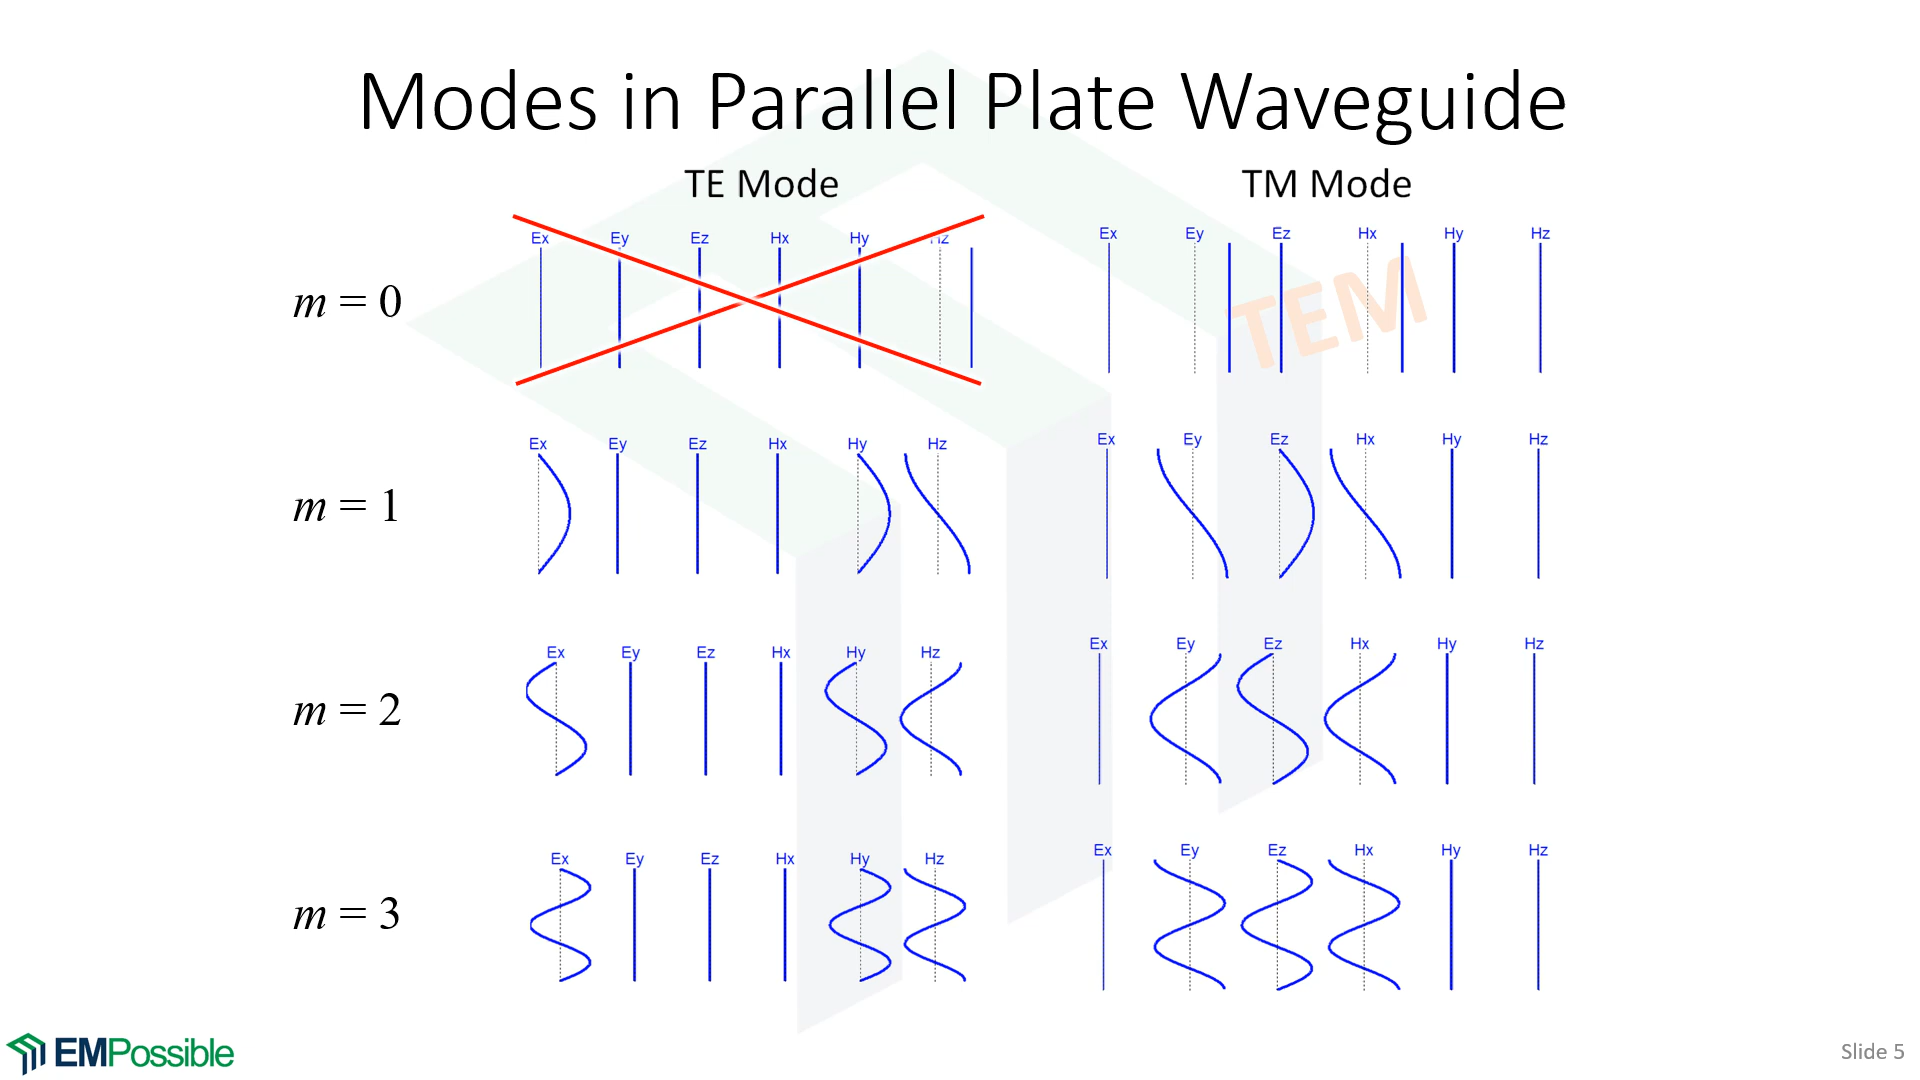 Modes in Parallel Plate Waveguide
TE Mode
TM Mode
m = 0
Ex Ey Ez Hx Hy Hz
Ex Ey Ez Hx Hy Hz
TEM
m = 1
Ex Ey Ez Hx Hy Hz
Ex Ey Ez Hx Hy Hz
m = 2
Ex Ey Ez Hx Hy Hz
Ex Ey Ez Hx Hy Hz
m = 3
Ex Ey Ez Hx Hy Hz
Ex Ey Ez Hx Hy Hz
EMPossible
Slide 5